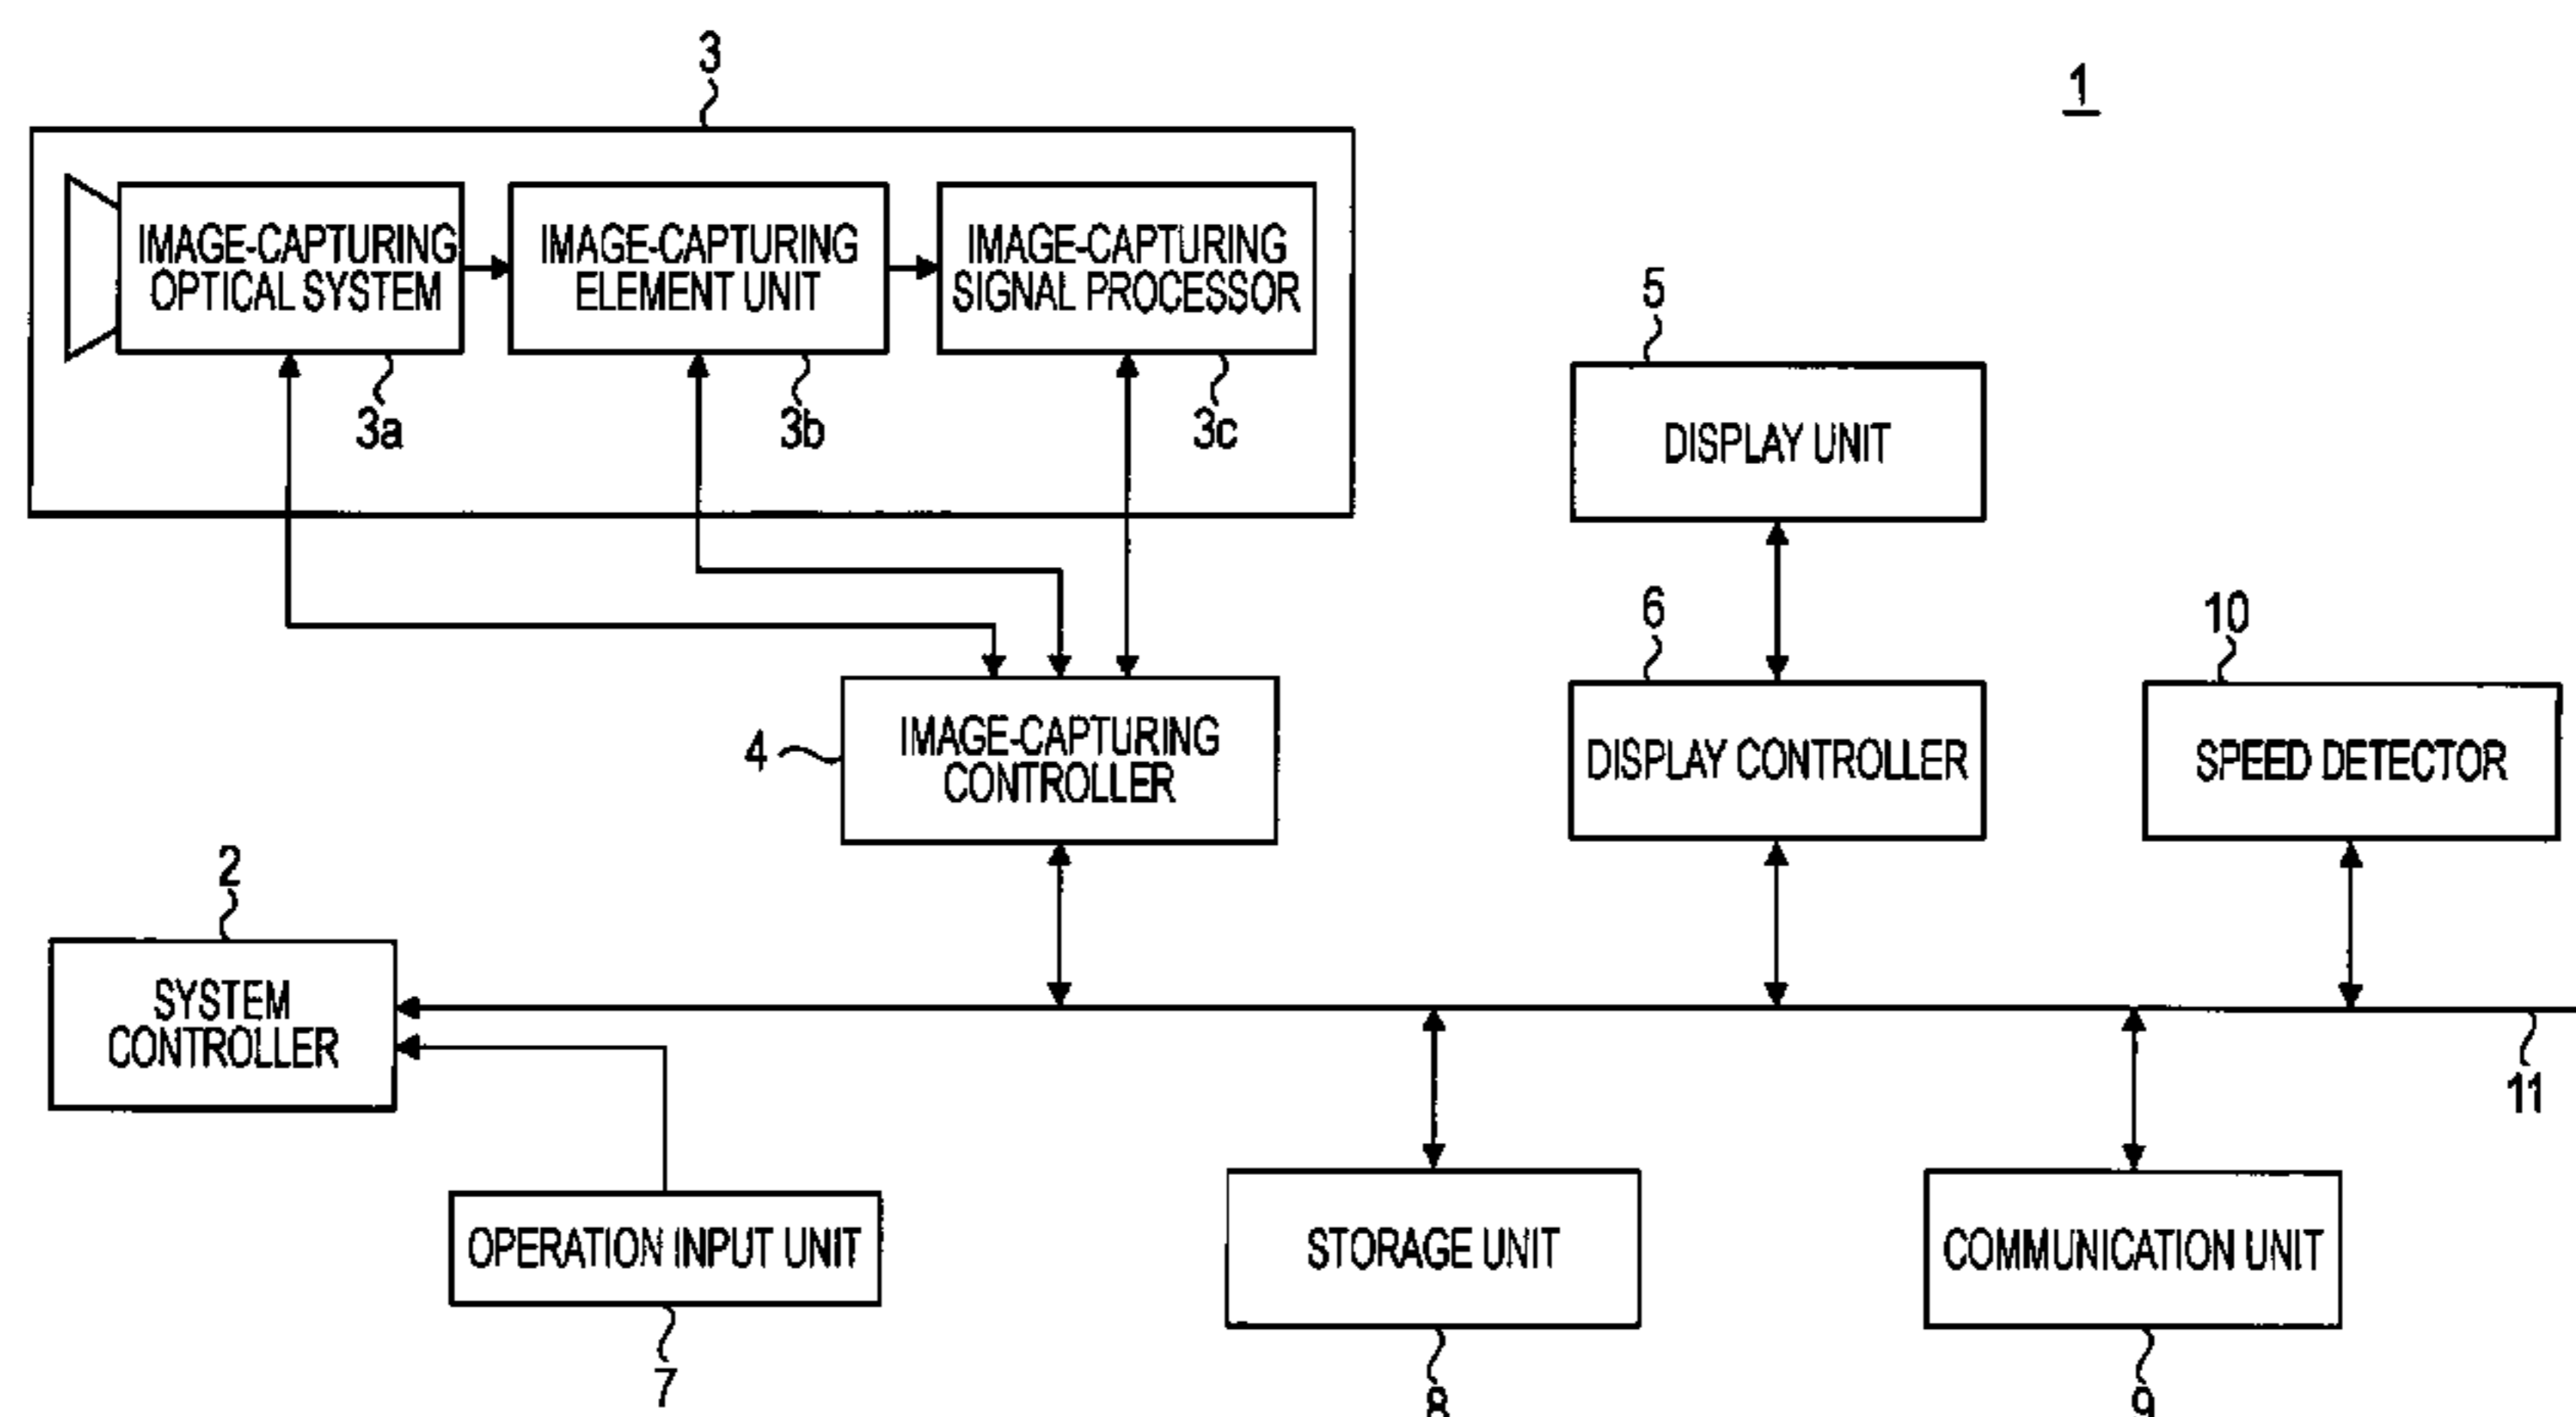 3
1
IMAGE-CAPTURING
OPTICAL SYSTEM
IMAGE-CAPTURING
ELEMENT UNIT
IMAGE-CAPTURING
SIGNAL PROCESSOR
3a
3b
3c
5
DISPLAY UNIT
6
10
4
IMAGE-CAPTURING
CONTROLLER
DISPLAY CONTROLLER
SPEED DETECTOR
2
SYSTEM
CONTROLLER
11
OPERATION INPUT UNIT
STORAGE UNIT
COMMUNICATION UNIT
7
8
9